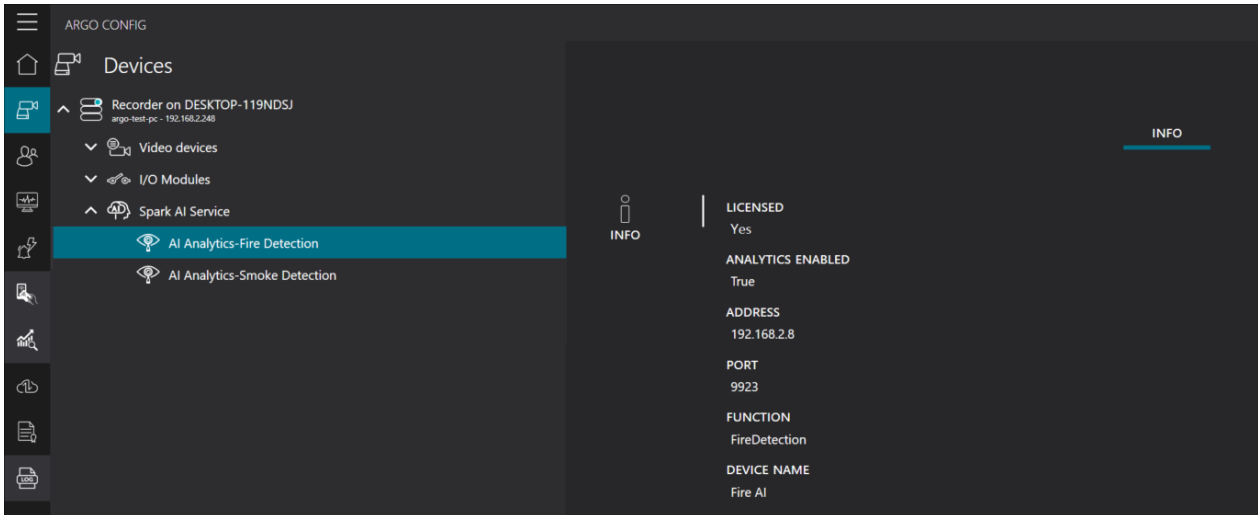 ARGO CONFIG
Devices
Recorder on DESKTOP-119NDSJ
argo-test-pc - 192.168.2.248
Video devices
I/O Modules
AI
Spark AI Service
AI Analytics-Fire Detection
AI Analytics-Smoke Detection
LOG
INFO
INFO
LICENSED
Yes
ANALYTICS ENABLED
True
ADDRESS
192.168.2.8
PORT
9923
FUNCTION
FireDetection
DEVICE NAME
Fire AI